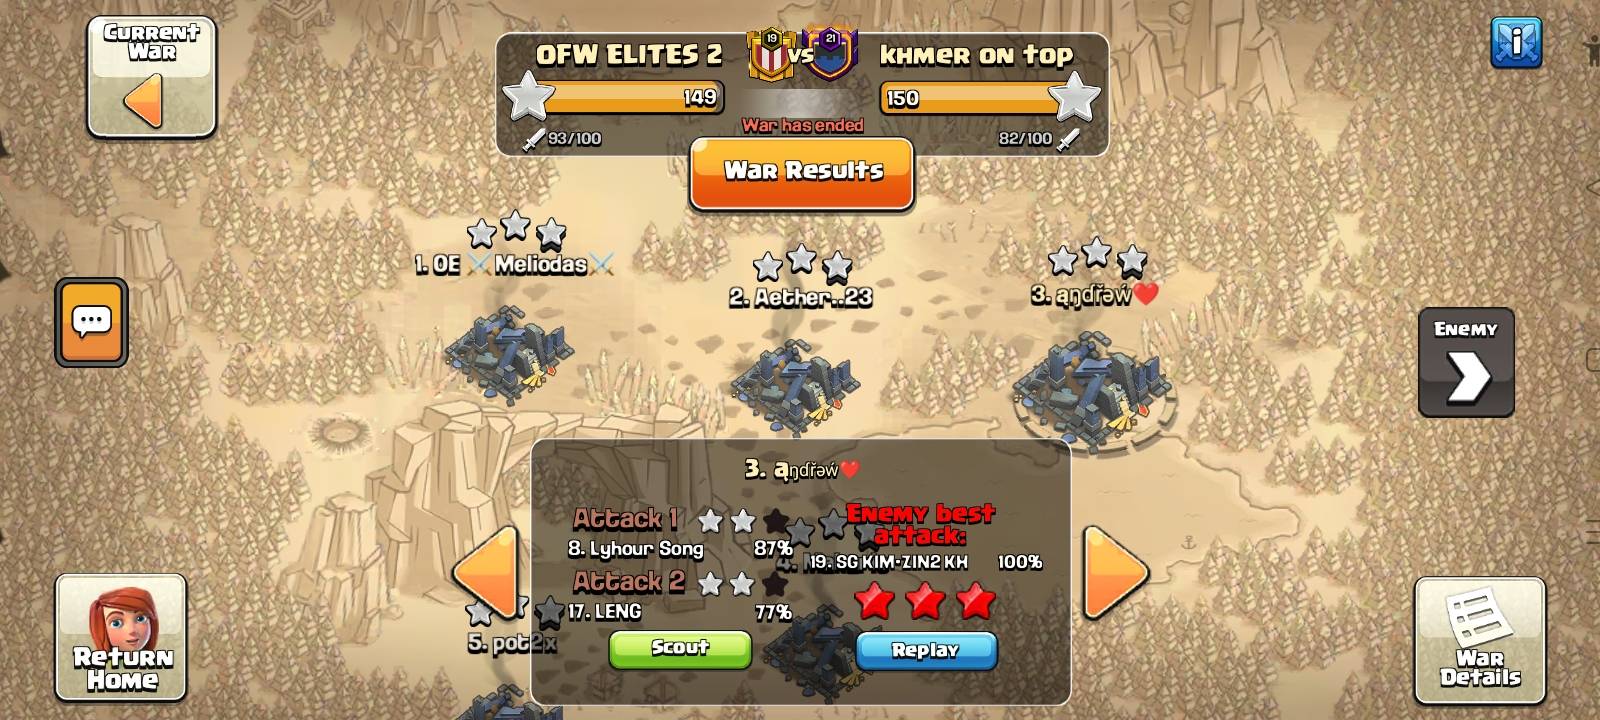 Current
War
OFW ELITES 2
19
vs
21
KHMER ON TOP
149
150
93/100
War has ended
82/100
War Results
1. OE ⚔️Meliodas⚔️
2. Aether..23
3. ąŋđřəẃ❤️
Enemy
3. ąŋđřəẃ❤️
Attack 1
8. Lyhour Song
87%
Attack 2
17. LENG
77%
Enemy best
attack:
19. SG KIM-ZIN2 KH
100%
5. pot2x
Scout
Replay
Return
Home
War
Details